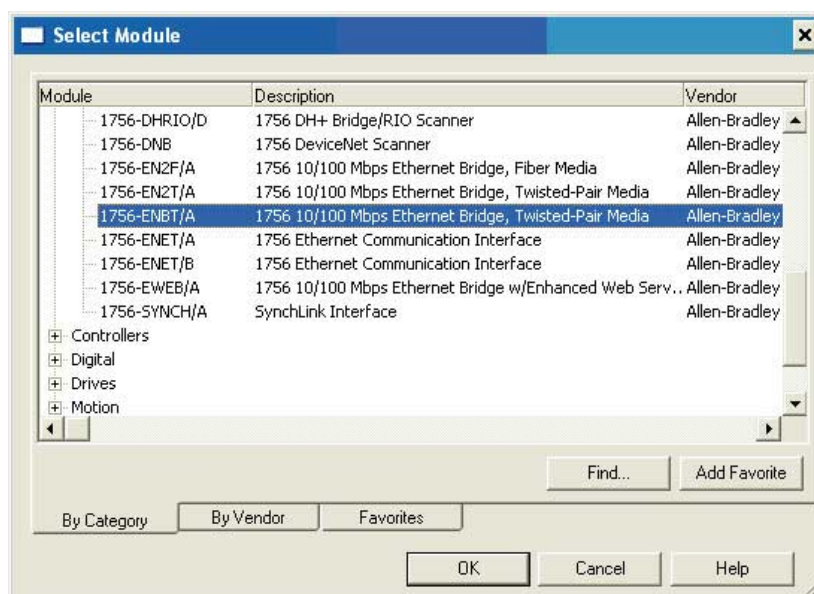 Select Module
Module Description Vendor
1756-DHRIO/D 1756 DH+ Bridge/RIO Scanner Allen-Bradley
1756-DNB 1756 DeviceNet Scanner Allen-Bradley
1756-EN2F/A 1756 10/100 Mbps Ethernet Bridge, Fiber Media Allen-Bradley
1756-EN2T/A 1756 10/100 Mbps Ethernet Bridge, Twisted-Pair Media Allen-Bradley
1756-ENBT/A 1756 10/100 Mbps Ethernet Bridge, Twisted-Pair Media Allen-Bradley
1756-ENET/A 1756 Ethernet Communication Interface Allen-Bradley
1756-ENET/B 1756 Ethernet Communication Interface Allen-Bradley
1756-EWEB/A 1756 10/100 Mbps Ethernet Bridge w/Enhanced Web Serv.. Allen-Bradley
1756-SYNCH/A SynchLink Interface Allen-Bradley
Controllers
Digital
Drives
Motion
Find... Add Favorite
By Category By Vendor Favorites
OK Cancel Help